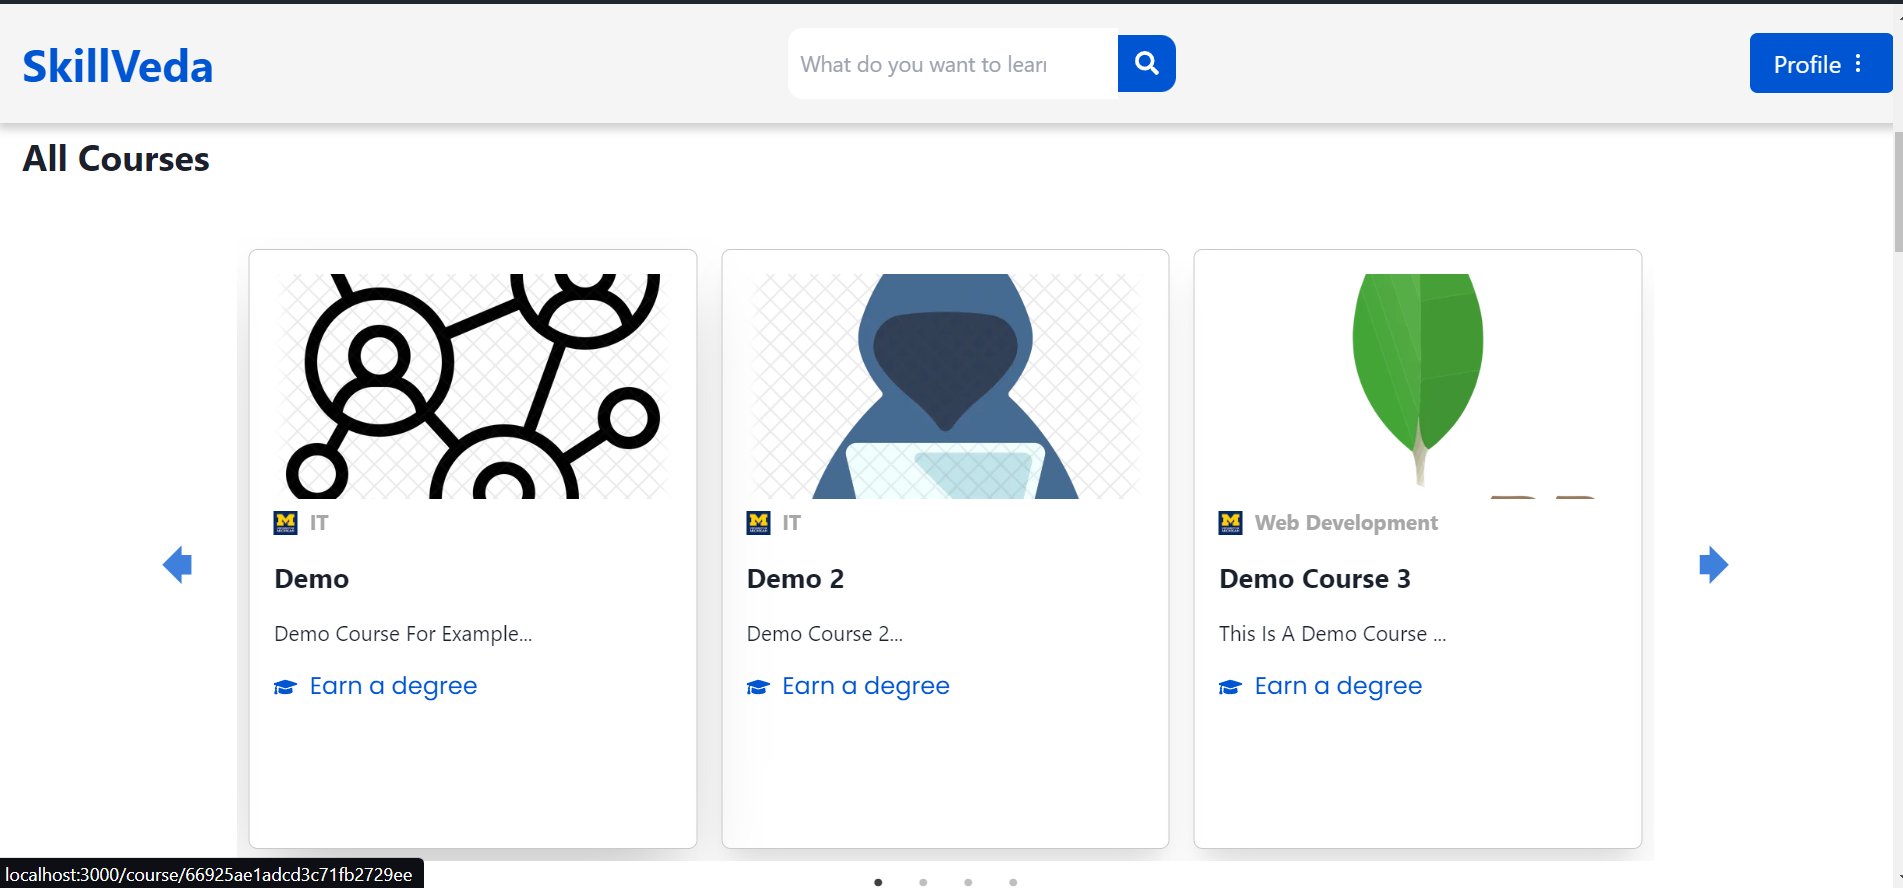 SkillVeda
What do you want to lear
Profile
All Courses
IT
Demo
Demo Course For Example...
Earn a degree
IT
Demo 2
Demo Course 2...
Earn a degree
Web Development
Demo Course 3
This Is A Demo Course ...
Earn a degree
localhost:3000/course/66925ae1adcd3c71fb2729ee